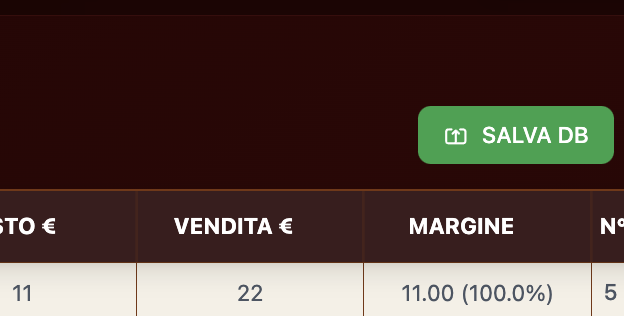 SALVA DB
STO € VENDITA € MARGINE N°
11 22 11.00 (100.0%) 5